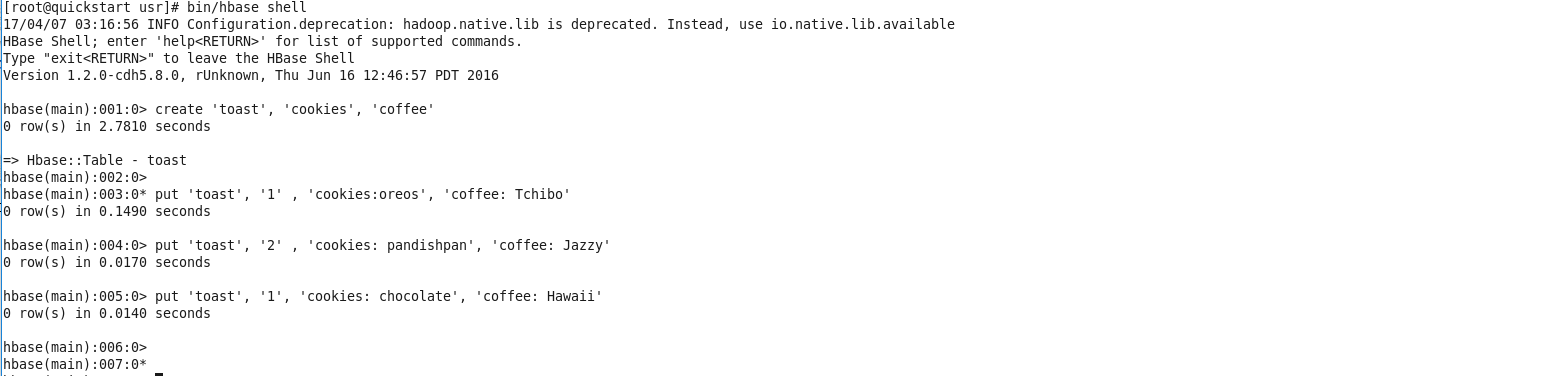 [root@quickstart usr]# bin/hbase shell
17/04/07 03:16:56 INFO Configuration.deprecation: hadoop.native.lib is deprecated. Instead, use io.native.lib.available
HBase Shell; enter 'help<RETURN>' for list of supported commands.
Type "exit<RETURN>" to leave the HBase Shell
Version 1.2.0-cdh5.8.0, rUnknown, Thu Jun 16 12:46:57 PDT 2016
hbase(main):001:0> create 'toast', 'cookies', 'coffee'
0 row(s) in 2.7810 seconds
=> Hbase::Table - toast
hbase(main):002:0>
hbase(main):003:0* put 'toast', '1' , 'cookies:oreos', 'coffee: Tchibo'
0 row(s) in 0.1490 seconds
hbase(main):004:0> put 'toast', '2' , 'cookies: pandishpan', 'coffee: Jazzy'
0 row(s) in 0.0170 seconds
hbase(main):005:0> put 'toast', '1', 'cookies: chocolate', 'coffee: Hawaii'
0 row(s) in 0.0140 seconds
hbase(main):006:0>
hbase(main):007:0*